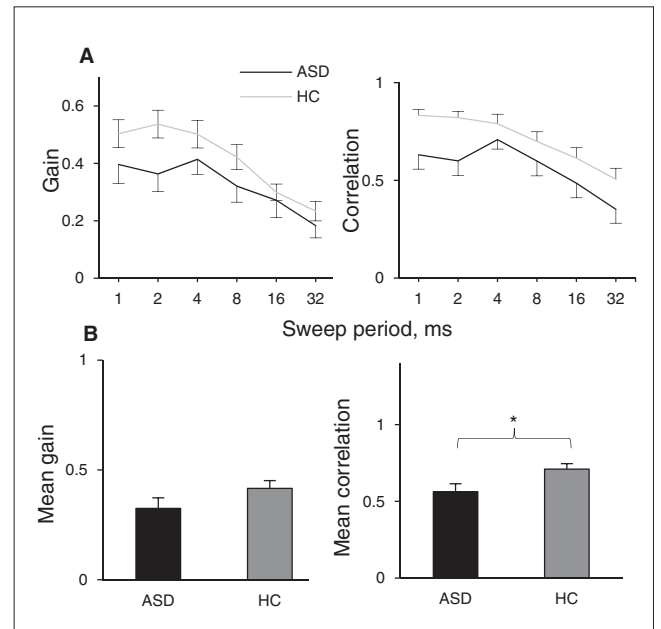 A
ASD
HC
Gain
0.6
0.4
0.2
0
1 2 4 8 16 32
Correlation
1
0.5
0
1 2 4 8 16 32
Sweep period, ms
B
Mean gain
1
0.5
0
ASD HC
Mean correlation
1
0.5
0
*
ASD HC